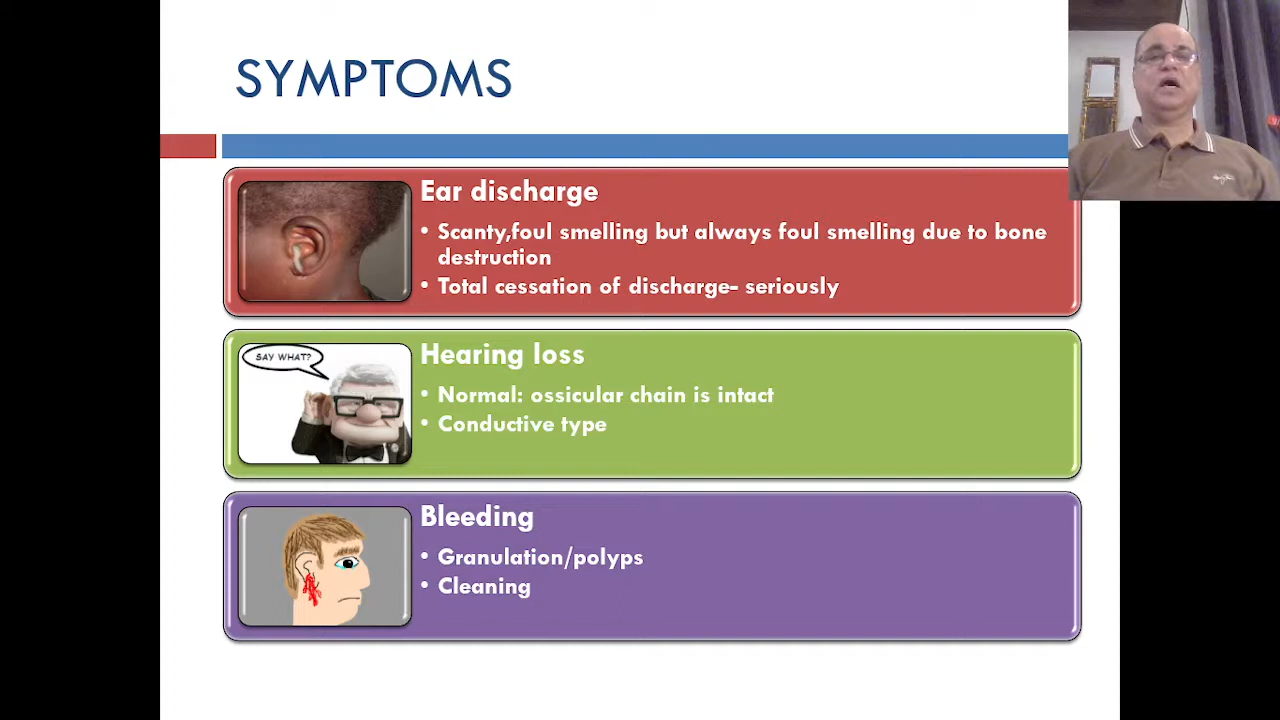 SYMPTOMS
Ear discharge
• Scanty,foul smelling but always foul smelling due to bone
destruction
• Total cessation of discharge- seriously
SAY WHAT?
Hearing loss
• Normal: ossicular chain is intact
• Conductive type
Bleeding
• Granulation/polyps
• Cleaning